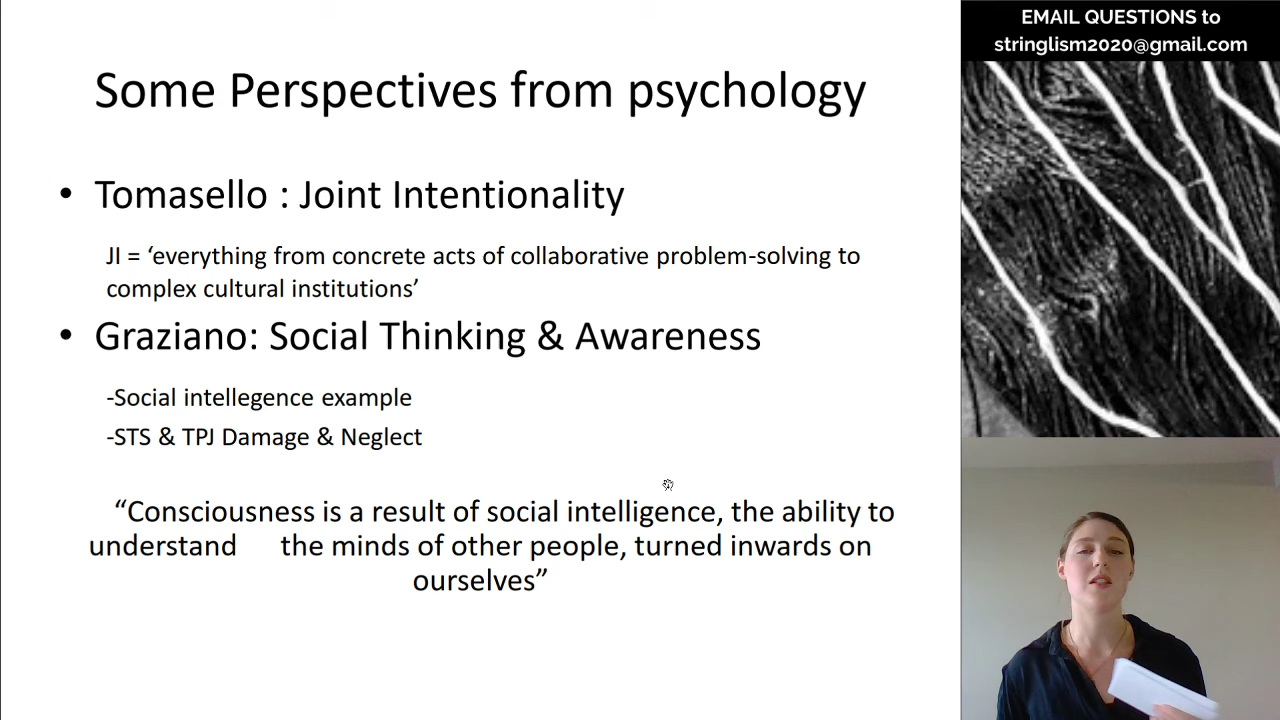 Some Perspectives from psychology
• Tomasello : Joint Intentionality
JI = ‘everything from concrete acts of collaborative problem-solving to
complex cultural institutions’
• Graziano: Social Thinking & Awareness
-Social intellegence example
-STS & TPJ Damage & Neglect
“Consciousness is a result of social intelligence, the ability to
understand the minds of other people, turned inwards on
ourselves”
EMAIL QUESTIONS to
stringlism2020@gmail.com